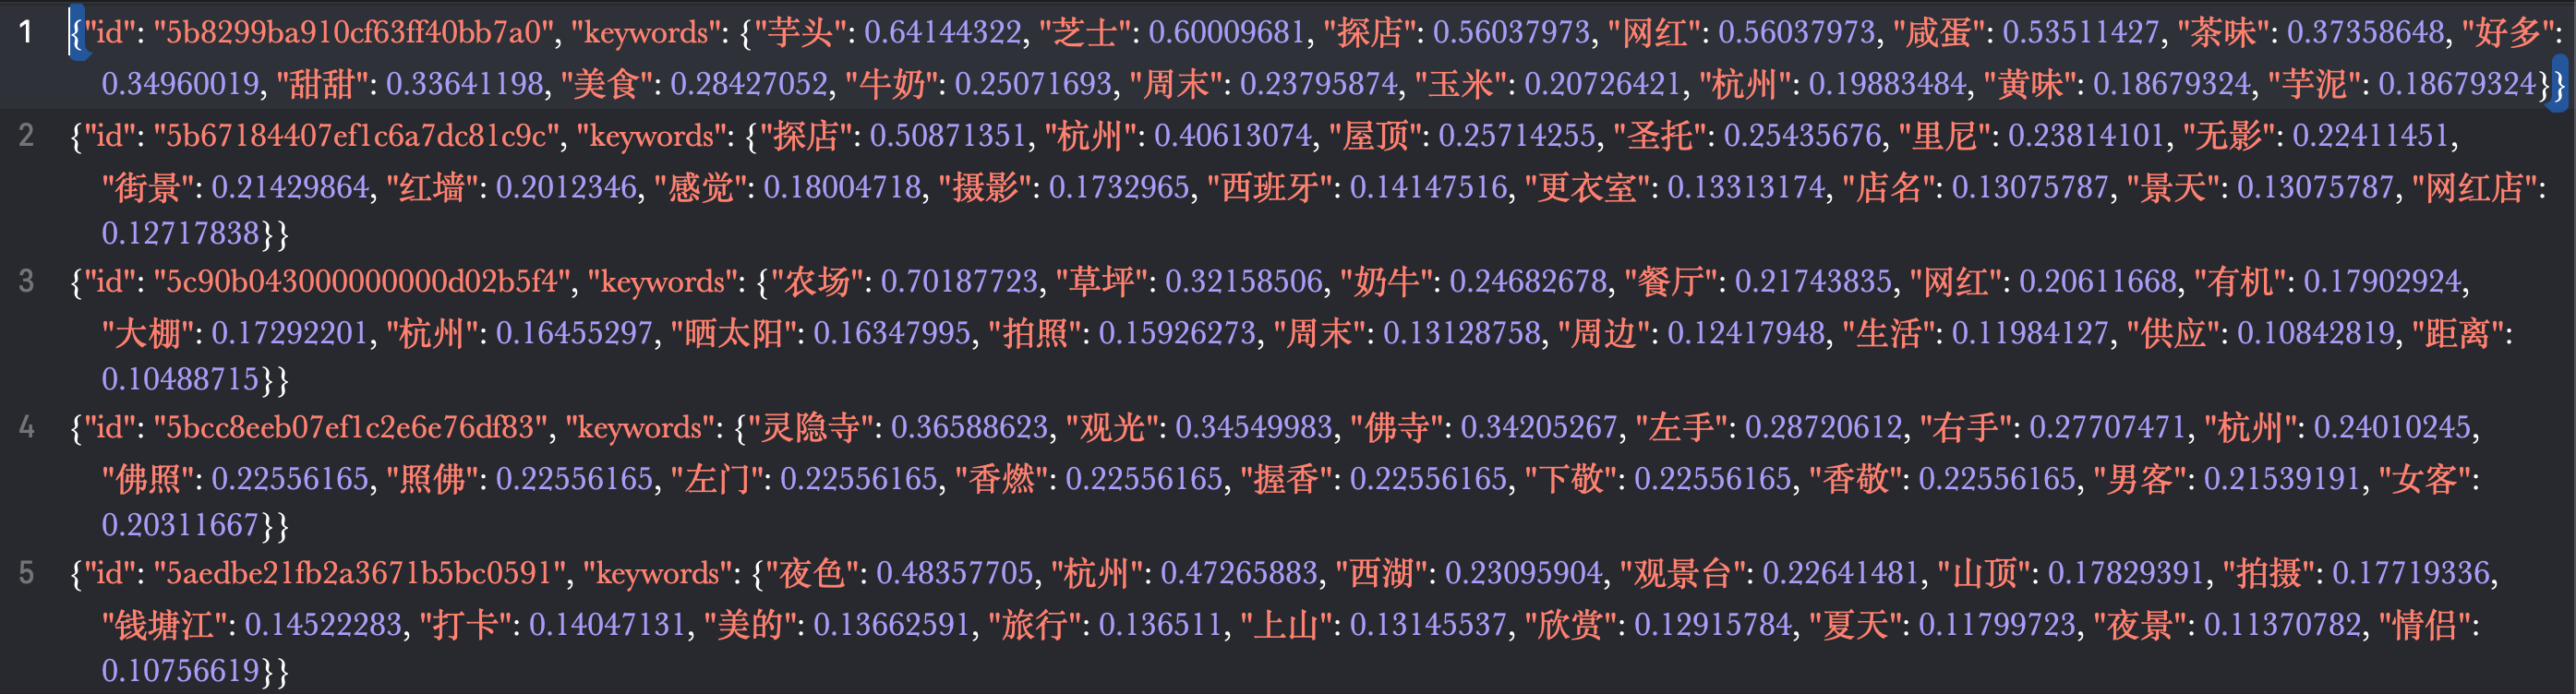 1 {"id": "5b8299ba910cf63ff40bb7a0", "keywords": {"芋头": 0.64144322, "芝士": 0.60009681, "探店": 0.56037973, "网红": 0.56037973, "咸蛋": 0.53511427, "茶味": 0.37358648, "好多":
0.34960019, "甜甜": 0.33641198, "美食": 0.28427052, "牛奶": 0.25071693, "周末": 0.23795874, "玉米": 0.20726421, "杭州": 0.19883484, "黄味": 0.18679324, "芋泥": 0.18679324}}
2 {"id": "5b67184407ef1c6a7dc81c9c", "keywords": {"探店": 0.50871351, "杭州": 0.40613074, "屋顶": 0.25714255, "圣托": 0.25435676, "里尼": 0.23814101, "无影": 0.22411451,
"街景": 0.21429864, "红墙": 0.2012346, "感觉": 0.18004718, "摄影": 0.1732965, "西班牙": 0.14147516, "更衣室": 0.13313174, "店名": 0.13075787, "景天": 0.13075787, "网红店":
0.12717838}}
3 {"id": "5c90b043000000000d02b5f4", "keywords": {"农场": 0.70187723, "草坪": 0.32158506, "奶牛": 0.24682678, "餐厅": 0.21743835, "网红": 0.20611668, "有机": 0.17902924,
"大棚": 0.17292201, "杭州": 0.16455297, "晒太阳": 0.16347995, "拍照": 0.15926273, "周末": 0.13128758, "周边": 0.12417948, "生活": 0.11984127, "供应": 0.10842819, "距离":
0.10488715}}
4 {"id": "5bcc8eeb07ef1c2e6e76df83", "keywords": {"灵隐寺": 0.36588623, "观光": 0.34549983, "佛寺": 0.34205267, "左手": 0.28720612, "右手": 0.27707471, "杭州": 0.24010245,
"佛照": 0.22556165, "照佛": 0.22556165, "左门": 0.22556165, "香燃": 0.22556165, "握香": 0.22556165, "下敬": 0.22556165, "香敬": 0.22556165, "男客": 0.21539191, "女客":
0.20311667}}
5 {"id": "5aedbe21fb2a3671b5bc0591", "keywords": {"夜色": 0.48357705, "杭州": 0.47265883, "西湖": 0.23095904, "观景台": 0.22641481, "山顶": 0.17829391, "拍摄": 0.17719336,
"钱塘江": 0.14522283, "打卡": 0.14047131, "美的": 0.13662591, "旅行": 0.136511, "上山": 0.13145537, "欣赏": 0.12915784, "夏天": 0.11799723, "夜景": 0.11370782, "情侣":
0.10756619}}